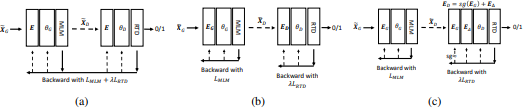 X̃_G E θ_G MLM X̃_D E θ_D RTD 0/1
Backward with L_MLM + λL_RTD
(a)
X̃_G E_G θ_G MLM X̃_D E_D θ_D RTD 0/1
Backward with L_MLM
Backward with λL_RTD
(b)
E_D = sg(E_G) + E_Δ
X̃_G E_G θ_G MLM X̃_D E_G E_Δ θ_D RTD 0/1
sg=
Backward with L_MLM
Backward with λL_RTD
(c)